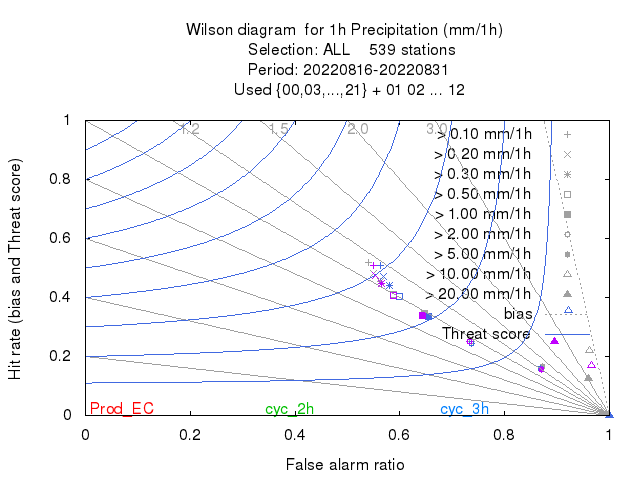 Wilson diagram  for 1h Precipitation (mm/1h)
Selection: ALL    539 stations
Period: 20220816-20220831
Used {00,03,...,21} + 01 02 ... 12
1.2 1.5 2.0 3.0
> 0.10 mm/1h
> 0.20 mm/1h
> 0.30 mm/1h
> 0.50 mm/1h
> 1.00 mm/1h
> 2.00 mm/1h
> 5.00 mm/1h
> 10.00 mm/1h
> 20.00 mm/1h
bias
Threat score
1
0.8
0.6
0.4
0.2
0
Hit rate (bias and Threat score)
Prod_EC cyc_2h cyc_3h
0 0.2 0.4 0.6 0.8 1
False alarm ratio